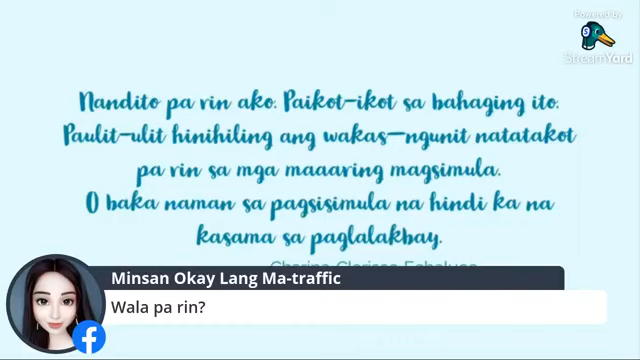 Powered by
StreamYard
Nandito pa rin ako. Paikot-ikot sa bahaging ito.
Paulit-ulit hinihiling ang wakas—ngunit natatakot
pa rin sa mga maaaring magsimula.
O baka naman sa pagsisimula na hindi ka na
kasama sa paglalakbay.
Minsan Okay Lang Ma-traffic
Wala pa rin?